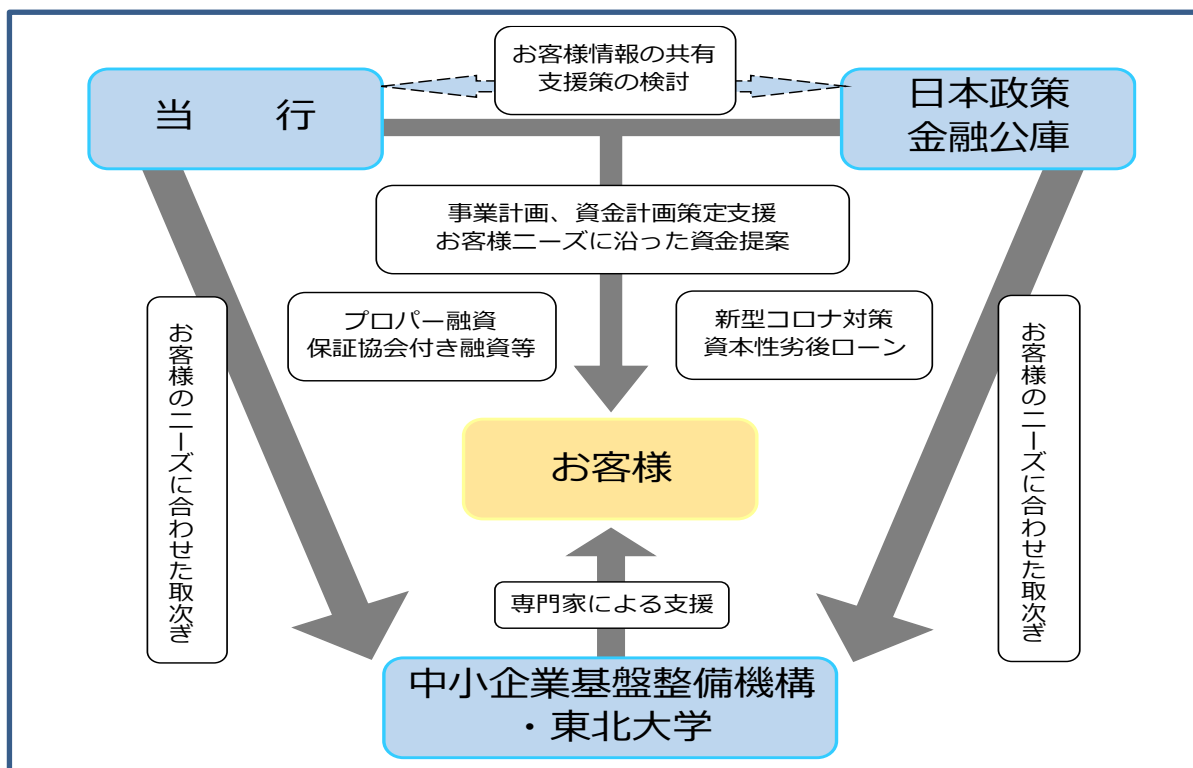 お客様情報の共有
支援策の検討
当　　行
日本政策
金融公庫
事業計画、資金計画策定支援
お客様ニーズに沿った資金提案
プロパー融資
保証協会付き融資等
新型コロナ対策
資本性劣後ローン
お客様のニーズに合わせた取次ぎ
お客様のニーズに合わせた取次ぎ
お客様
専門家による支援
中小企業基盤整備機構
・東北大学